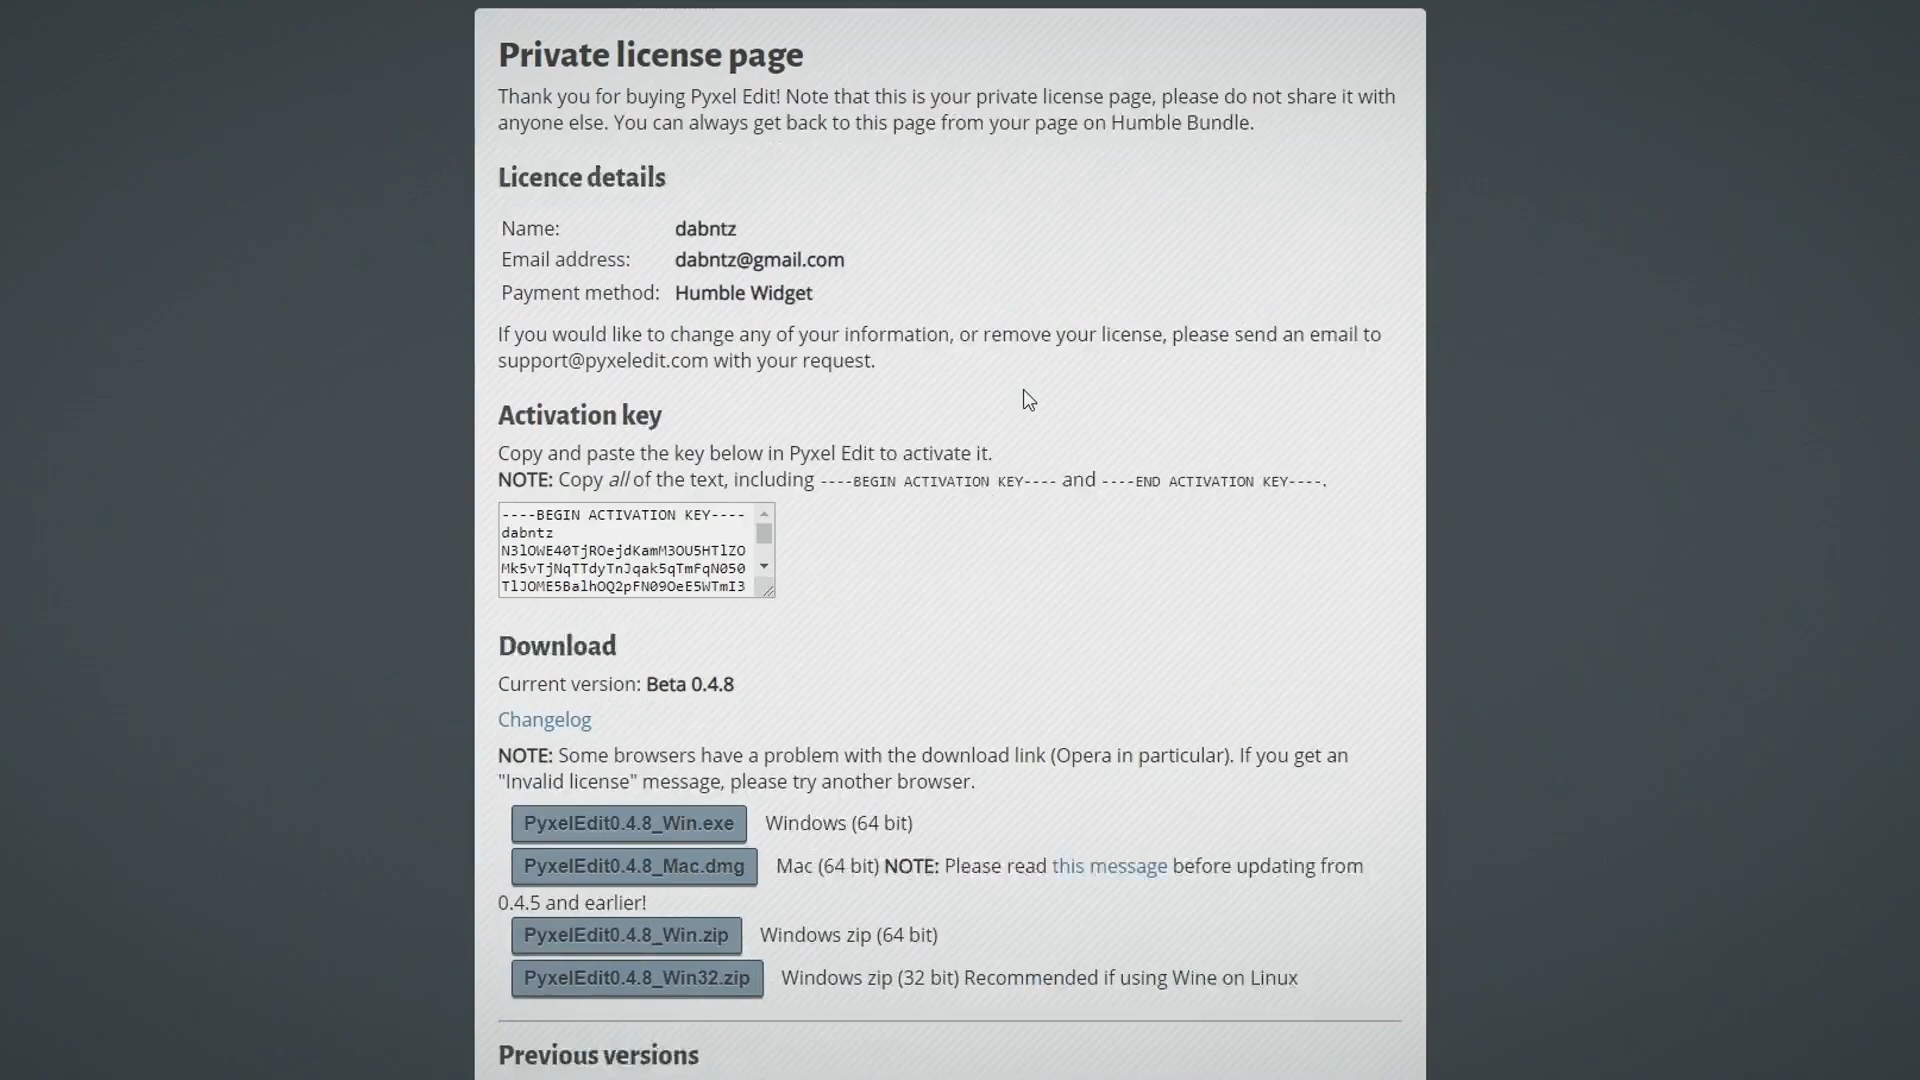 Private license page
Thank you for buying Pyxel Edit! Note that this is your private license page, please do not share it with
anyone else. You can always get back to this page from your page on Humble Bundle.
Licence details
Name: dabntz
Email address: dabntz@gmail.com
Payment method: Humble Widget
If you would like to change any of your information, or remove your license, please send an email to
support@pyxeledit.com with your request.
Activation key
Copy and paste the key below in Pyxel Edit to activate it.
NOTE: Copy all of the text, including ----BEGIN ACTIVATION KEY---- and ----END ACTIVATION KEY----.
----BEGIN ACTIVATION KEY----
dabntz
N3lOWE40TjROejdKamM3OU5HTlZO
Mk5vTjNqTTdyTnJqak5qTmFqN050
TlJOME5BalhOQ2pFN09OeE5WTmI3
Download
Current version: Beta 0.4.8
Changelog
NOTE: Some browsers have a problem with the download link (Opera in particular). If you get an
"Invalid license" message, please try another browser.
PyxelEdit0.4.8_Win.exe Windows (64 bit)
PyxelEdit0.4.8_Mac.dmg Mac (64 bit) NOTE: Please read this message before updating from
0.4.5 and earlier!
PyxelEdit0.4.8_Win.zip Windows zip (64 bit)
PyxelEdit0.4.8_Win32.zip Windows zip (32 bit) Recommended if using Wine on Linux
Previous versions